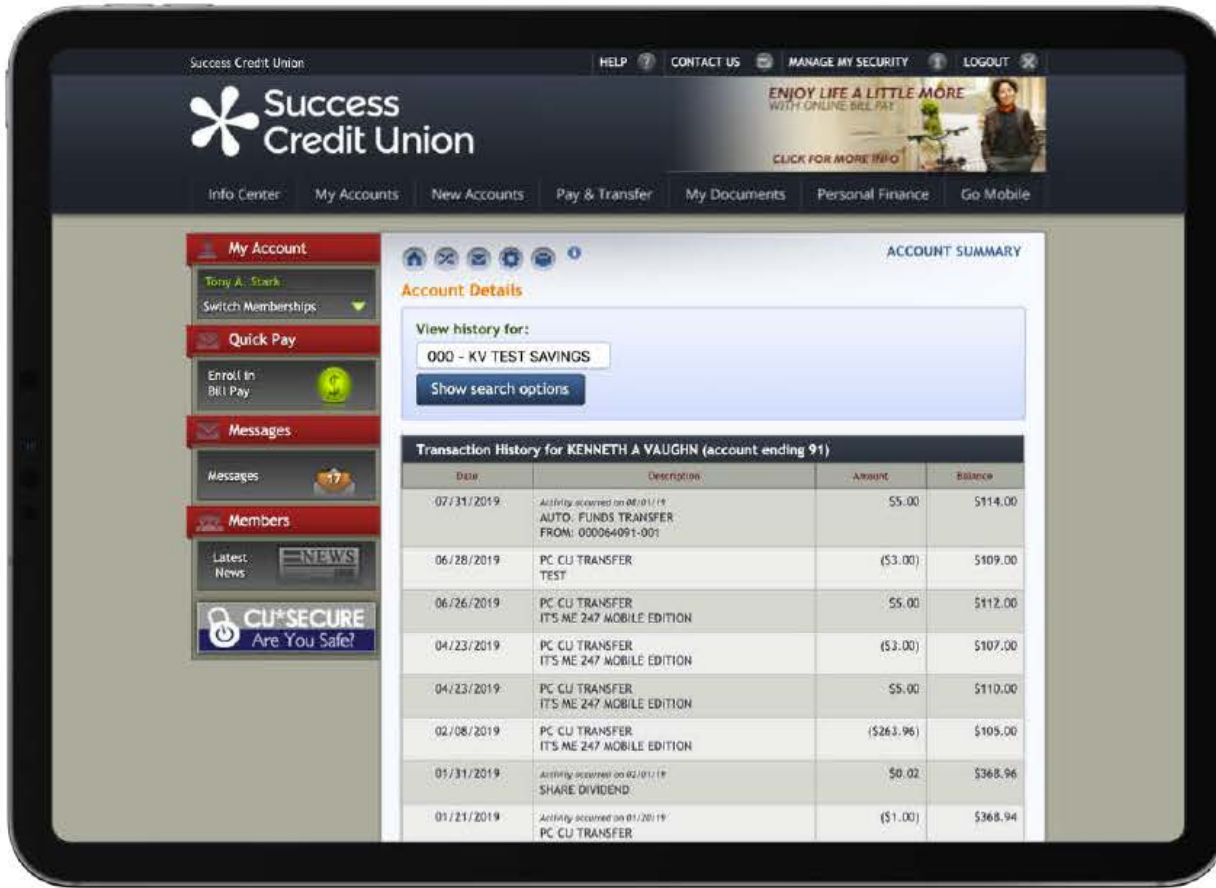 Success Credit Union
HELP ? CONTACT US MANAGE MY SECURITY LOGOUT
Success
Credit Union
ENJOY LIFE A LITTLE MORE
WITH ONLINE BILL PAY
CLICK FOR MORE INFO
Info Center My Accounts New Accounts Pay & Transfer My Documents Personal Finance Go Mobile
My Account
Tony A. Stark
Switch Memberships
Quick Pay
Enroll in
Bill Pay
Messages
Messages 17
Members
Latest
News
NEWS
CU*SECURE
Are You Safe?
ACCOUNT SUMMARY
Account Details
View history for:
000 - KV TEST SAVINGS
Show search options
Transaction History for KENNETH A VAUGHN (account ending 91)
Date Description Amount Balance
07/31/2019 Activity occurred on 08/01/19 $5.00 $114.00
AUTO. FUNDS TRANSFER
FROM: 000064091-001
06/28/2019 PC CU TRANSFER ($3.00) $109.00
TEST
06/26/2019 PC CU TRANSFER $5.00 $112.00
IT'S ME 247 MOBILE EDITION
04/23/2019 PC CU TRANSFER ($3.00) $107.00
IT'S ME 247 MOBILE EDITION
04/23/2019 PC CU TRANSFER $5.00 $110.00
IT'S ME 247 MOBILE EDITION
02/08/2019 PC CU TRANSFER ($263.96) $105.00
IT'S ME 247 MOBILE EDITION
01/31/2019 Activity occurred on 02/01/19 $0.02 $368.96
SHARE DIVIDEND
01/21/2019 Activity occurred on 01/20/19 ($1.00) $368.94
PC CU TRANSFER